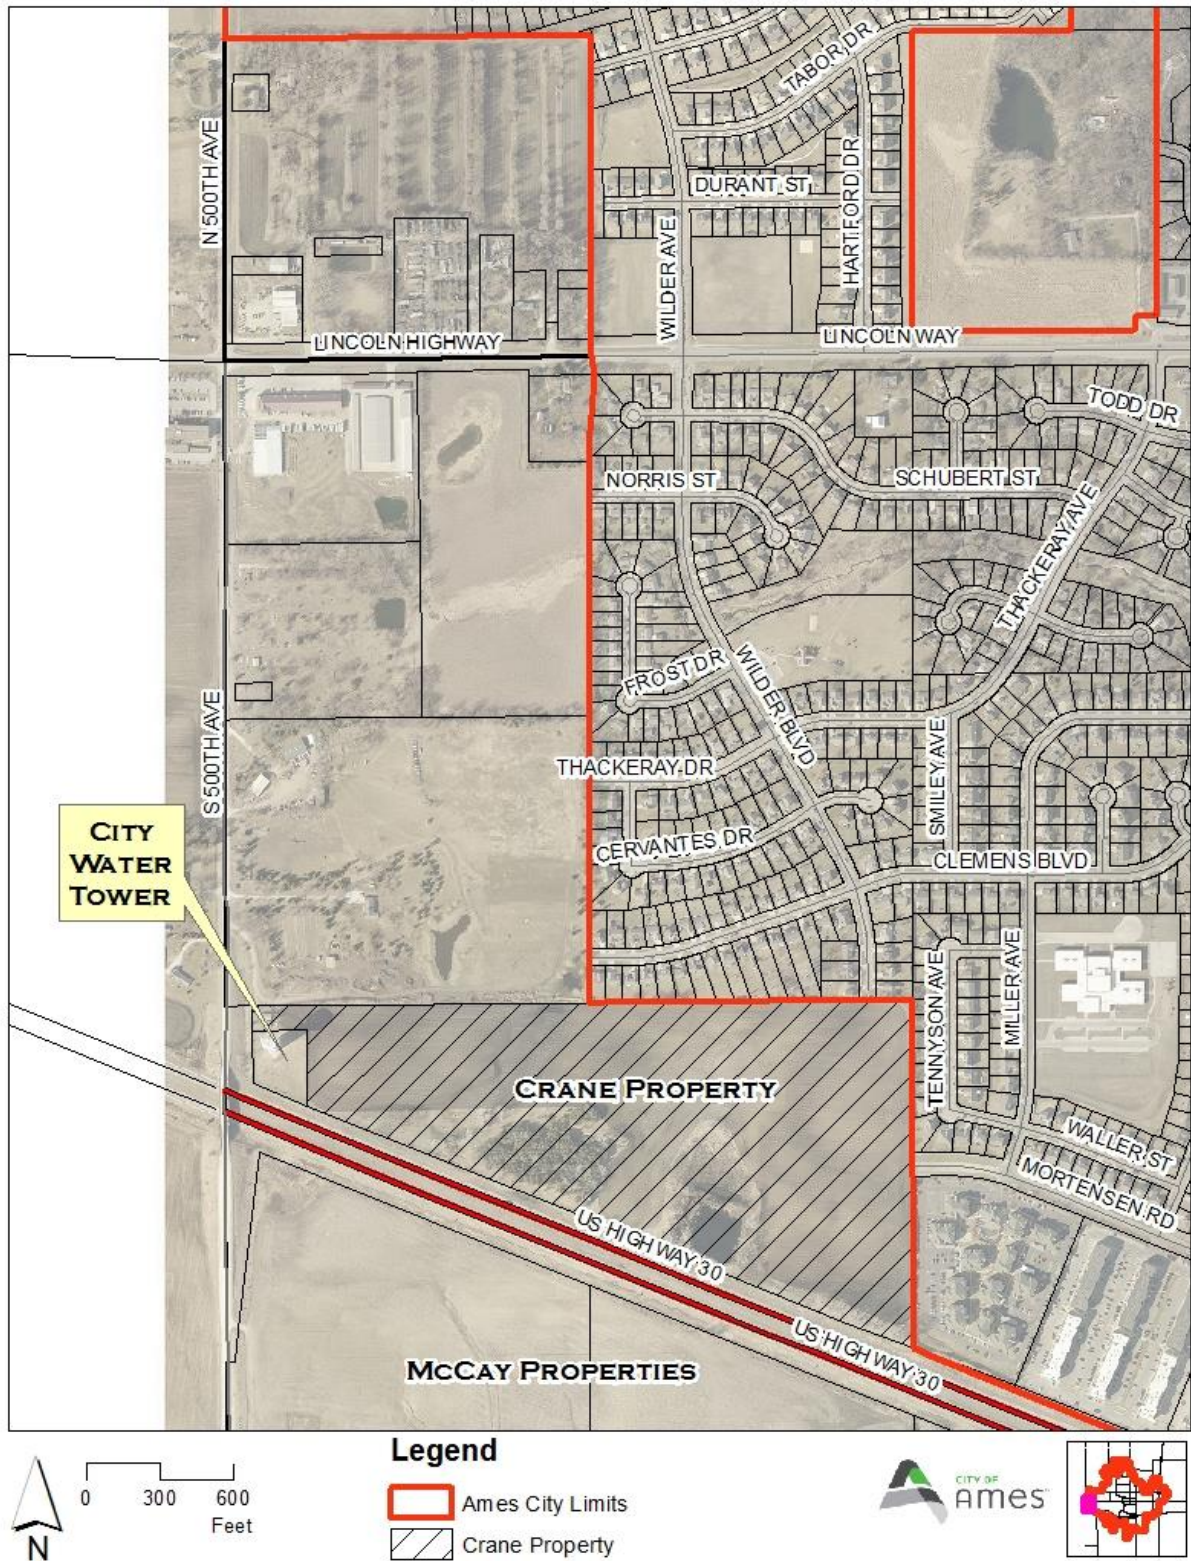 TABOR DR
N 500TH AVE
DURANT ST
HARTFORD DR
WILDER AVE
LINCOLN HIGHWAY
LINCOLN WAY
TODD DR
NORRIS ST
SCHUBERT ST
THACKERAY AVE
FROST DR
WILDER BLVD
S 500TH AVE
THACKERAY DR
SMILEY AVE
CITY
WATER
TOWER
CERVANTES DR
CLEMENS BLVD
TENNYSON AVE
MILLER AVE
CRANE PROPERTY
WALLER ST
MORTENSEN RD
US HIGHWAY 30
US HIGHWAY 30
MCCAY PROPERTIES
Legend
0 300 600
Feet
N
Ames City Limits
Crane Property
CITY OF
Ames